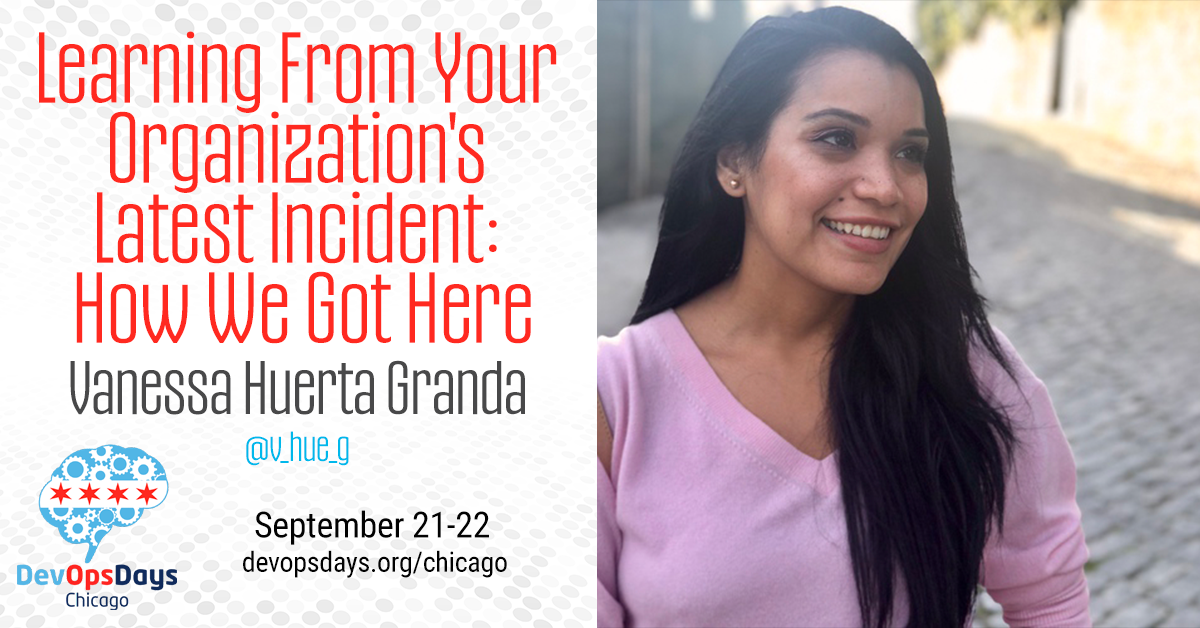 Learning From Your
Organization's
Latest Incident:
How We Got Here
Vanessa Huerta Granda
@v_hue_g
September 21-22
devopsdays.org/chicago
DevOpsDays
Chicago